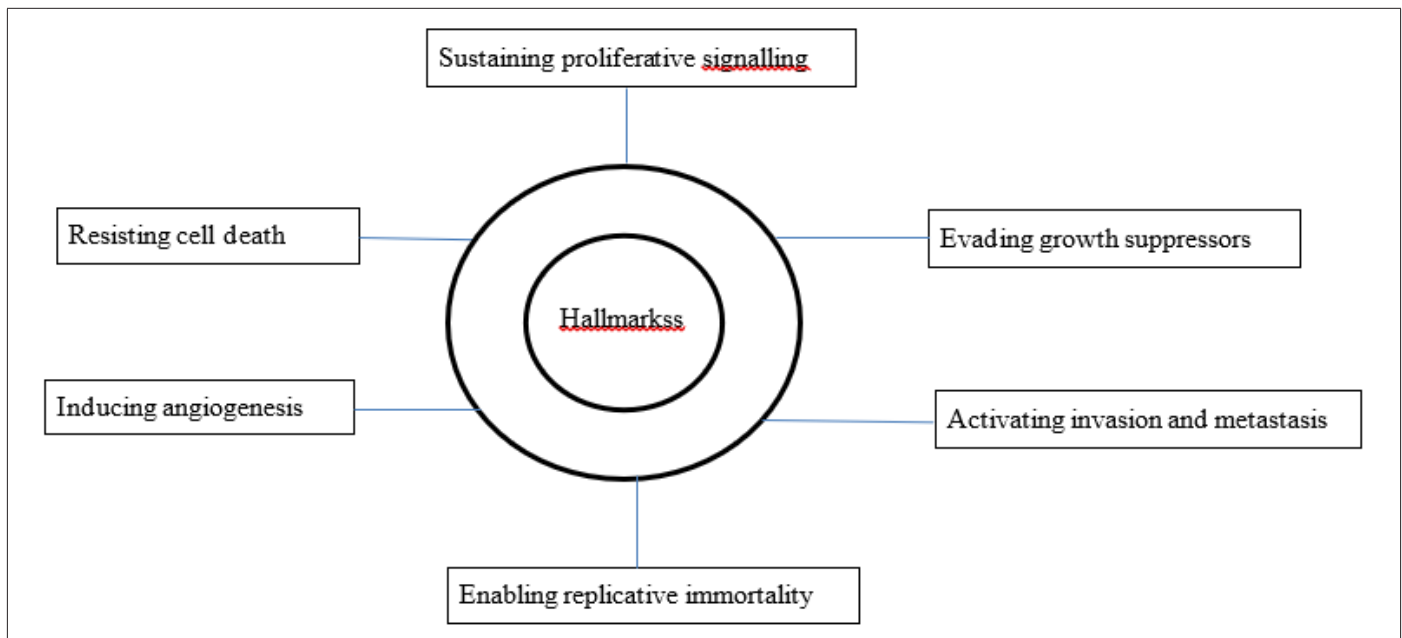 Sustaining proliferative signalling
Resisting cell death
Evading growth suppressors
Hallmarkss
Inducing angiogenesis
Activating invasion and metastasis
Enabling replicative immortality